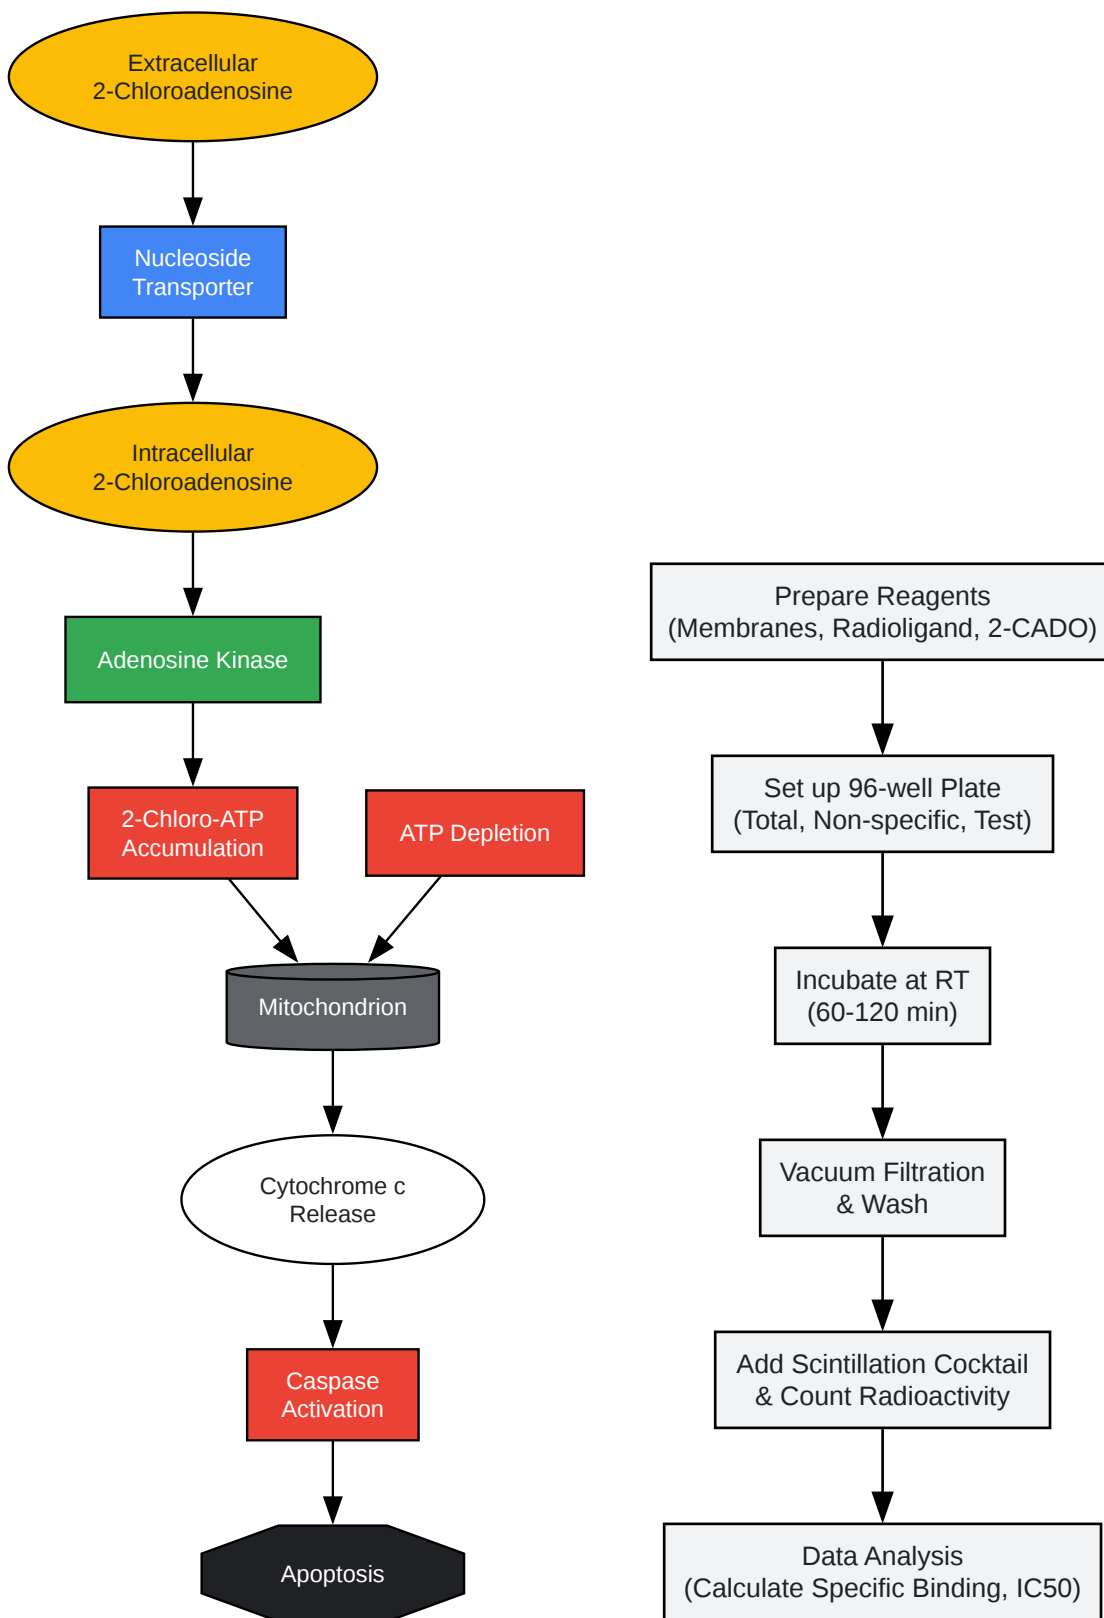 Extracellular
2-Chloroadenosine
Nucleoside
Transporter
Intracellular
2-Chloroadenosine
Adenosine Kinase
2-Chloro-ATP
Accumulation
ATP Depletion
Mitochondrion
Cytochrome c
Release
Caspase
Activation
Apoptosis
Prepare Reagents
(Membranes, Radioligand, 2-CADO)
Set up 96-well Plate
(Total, Non-specific, Test)
Incubate at RT
(60-120 min)
Vacuum Filtration
& Wash
Add Scintillation Cocktail
& Count Radioactivity
Data Analysis
(Calculate Specific Binding, IC50)